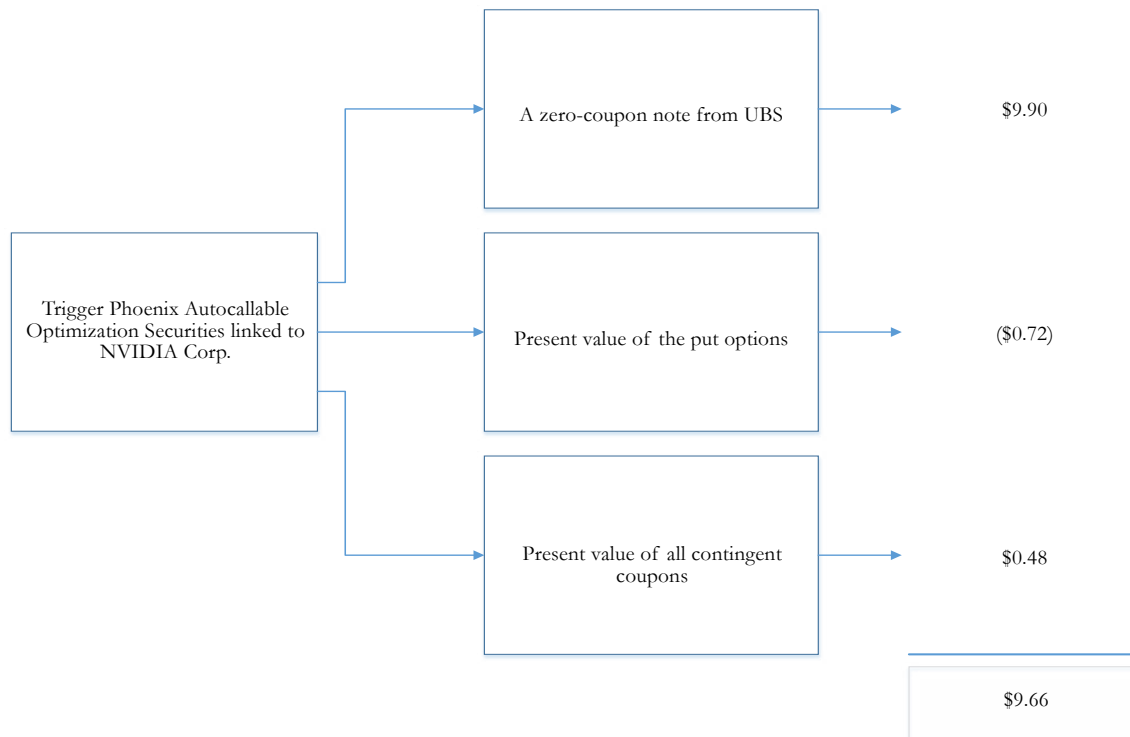 A zero-coupon note from UBS
$9.90
Trigger Phoenix Autocallable
Optimization Securities linked to
NVIDIA Corp.
Present value of the put options
($0.72)
Present value of all contingent
coupons
$0.48
$9.66